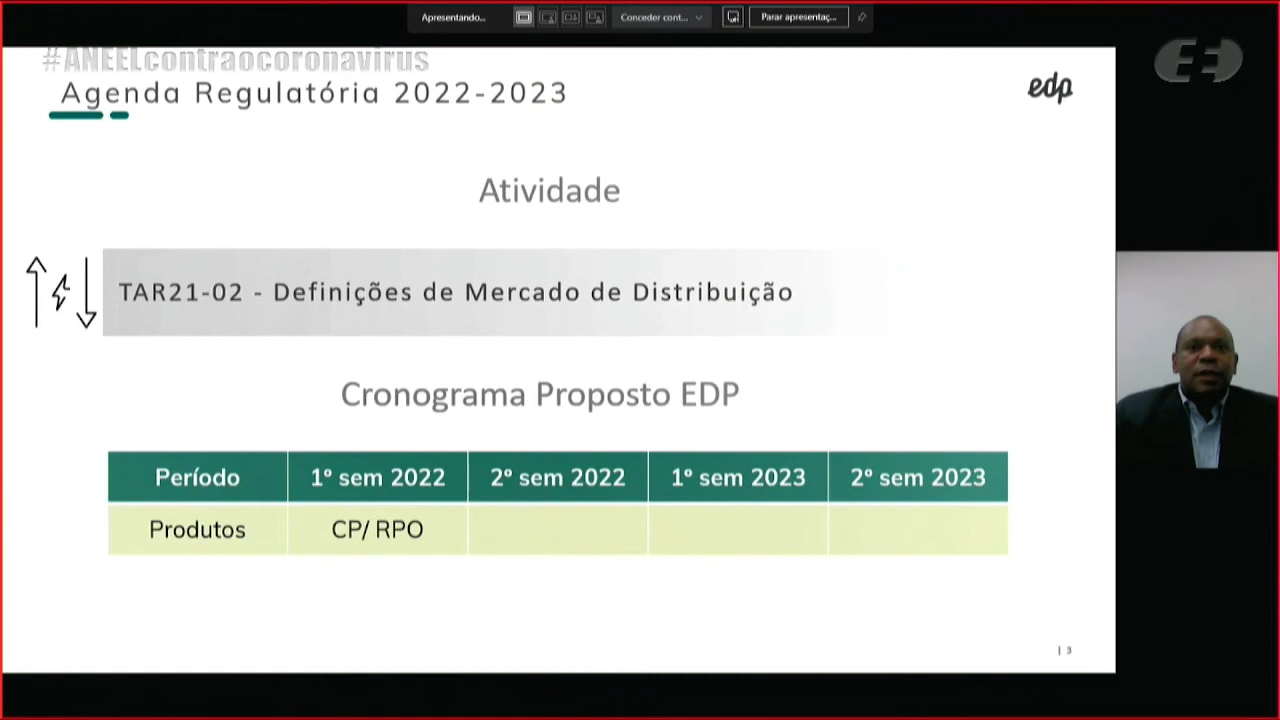 Apresentando...
Conceder cont...
Parar apresentaç...
#ANEELcontraocoronavirus
Agenda Regulatória 2022-2023
edp
Atividade
TAR21-02 - Definições de Mercado de Distribuição
Cronograma Proposto EDP
Período 1º sem 2022 2º sem 2022 1º sem 2023 2º sem 2023
Produtos CP/ RPO
| 3